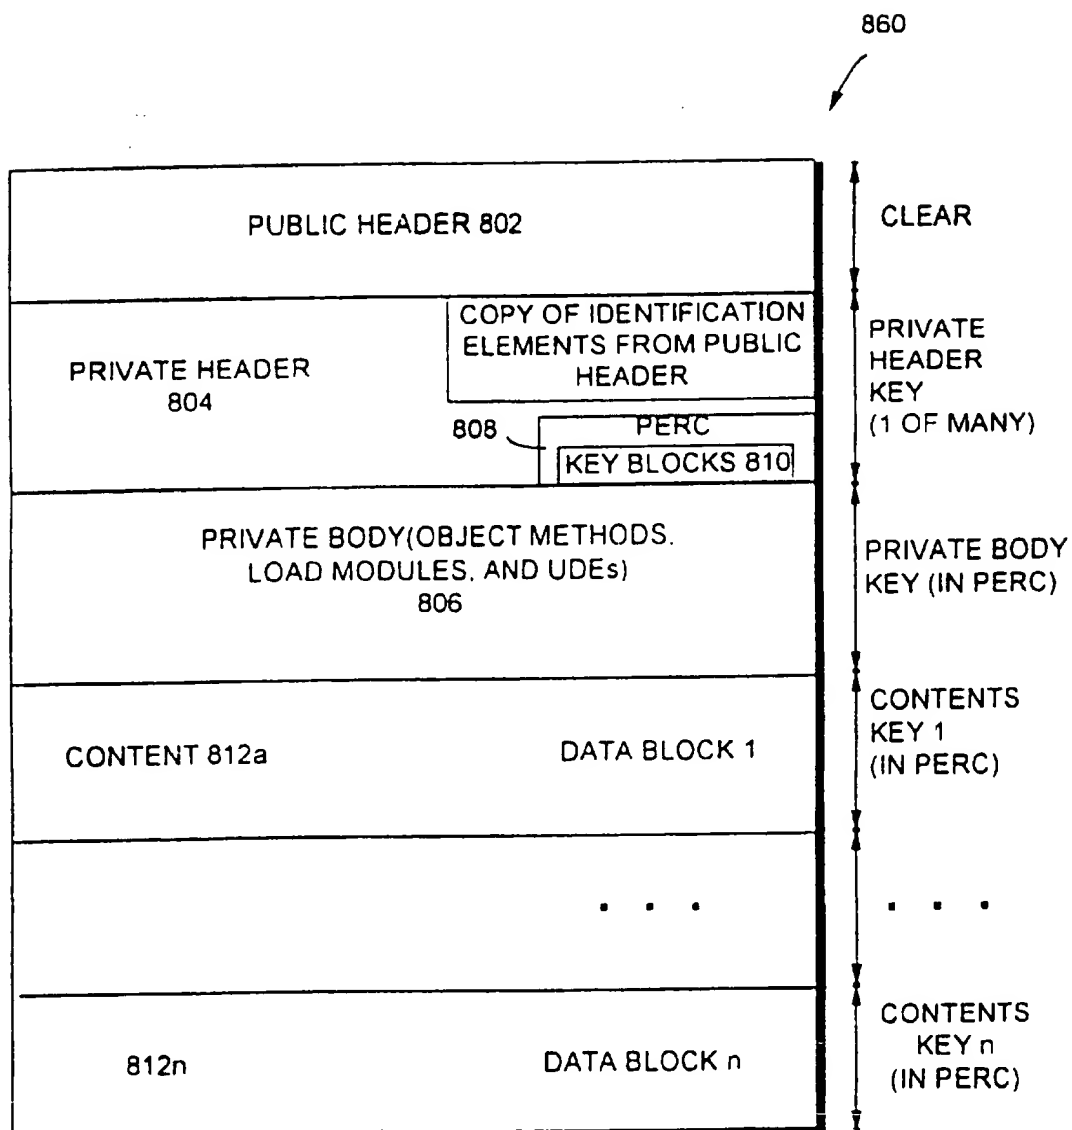 860
PUBLIC HEADER 802
CLEAR
COPY OF IDENTIFICATION
ELEMENTS FROM PUBLIC
HEADER
PRIVATE HEADER
804
808
PERC
KEY BLOCKS 810
PRIVATE
HEADER
KEY
(1 OF MANY)
PRIVATE BODY(OBJECT METHODS.
LOAD MODULES, AND UDEs)
806
PRIVATE BODY
KEY (IN PERC)
CONTENT 812a
DATA BLOCK 1
CONTENTS
KEY 1
(IN PERC)
. . .
. . .
812n
DATA BLOCK n
CONTENTS
KEY n
(IN PERC)